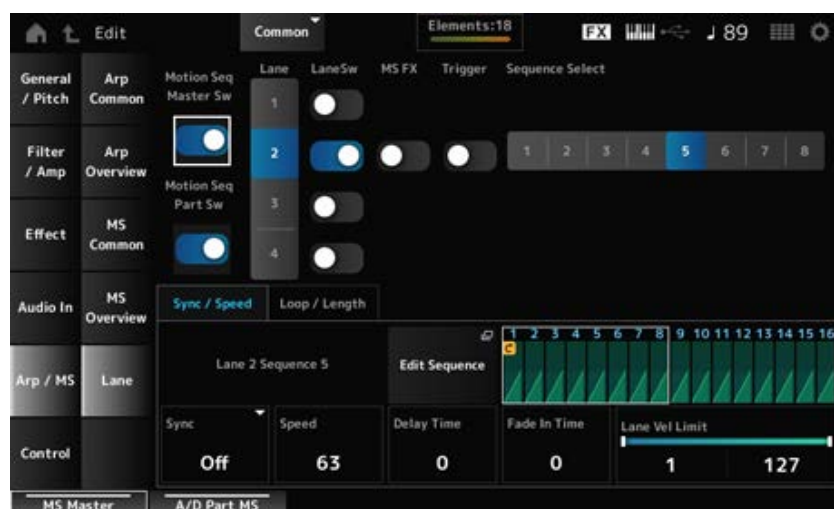 Edit Common Elements:18 FX ♩ 89
General / Pitch
Arp Common
Filter / Amp
Arp Overview
Effect
MS Common
Audio In
MS Overview
Arp / MS
Lane
Control
Motion Seq Master Sw
Motion Seq Part Sw
Lane LaneSw MS FX Trigger Sequence Select
1
2 1 2 3 4 5 6 7 8
3
4
Sync / Speed Loop / Length
Lane 2 Sequence 5
Edit Sequence
1 2 3 4 5 6 7 8 9 10 11 12 13 14 15 16
C
Sync Speed Delay Time Fade In Time Lane Vel Limit
Off 63 0 0 1 127
MS Master A/D Part MS